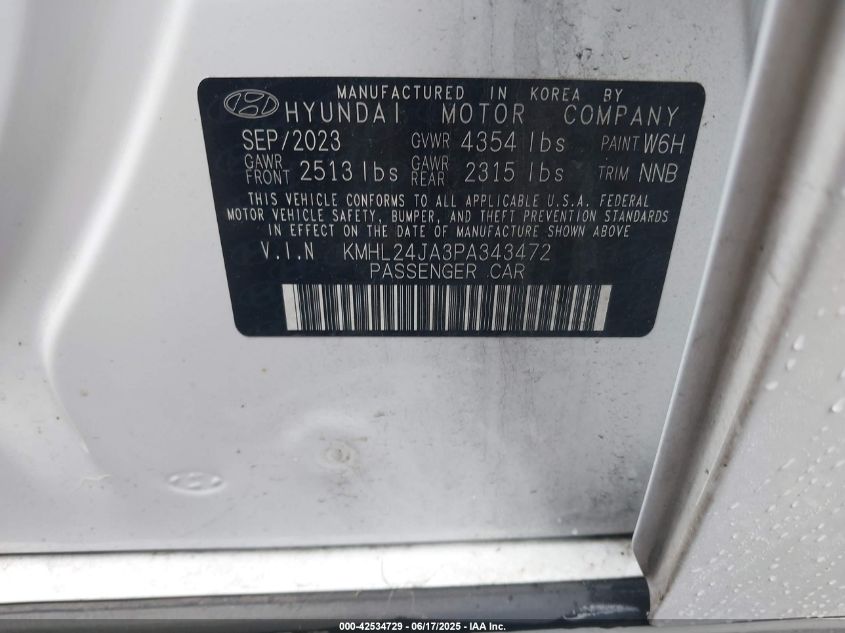 MANUFACTURED IN KOREA BY
HYUNDAI MOTOR COMPANY
SEP/2023 GVWR 4354 lbs PAINT W6H
GAWR FRONT 2513 lbs GAWR REAR 2315 lbs TRIM NNB
THIS VEHICLE CONFORMS TO ALL APPLICABLE U.S.A. FEDERAL
MOTOR VEHICLE SAFETY, BUMPER, AND THEFT PREVENTION STANDARDS
IN EFFECT ON THE DATE OF MANUFACTURE SHOWN ABOVE.
V.I.N KMHL24JA3PA343472
PASSENGER CAR
000-42534729 - 06/17/2025 - IAA Inc.